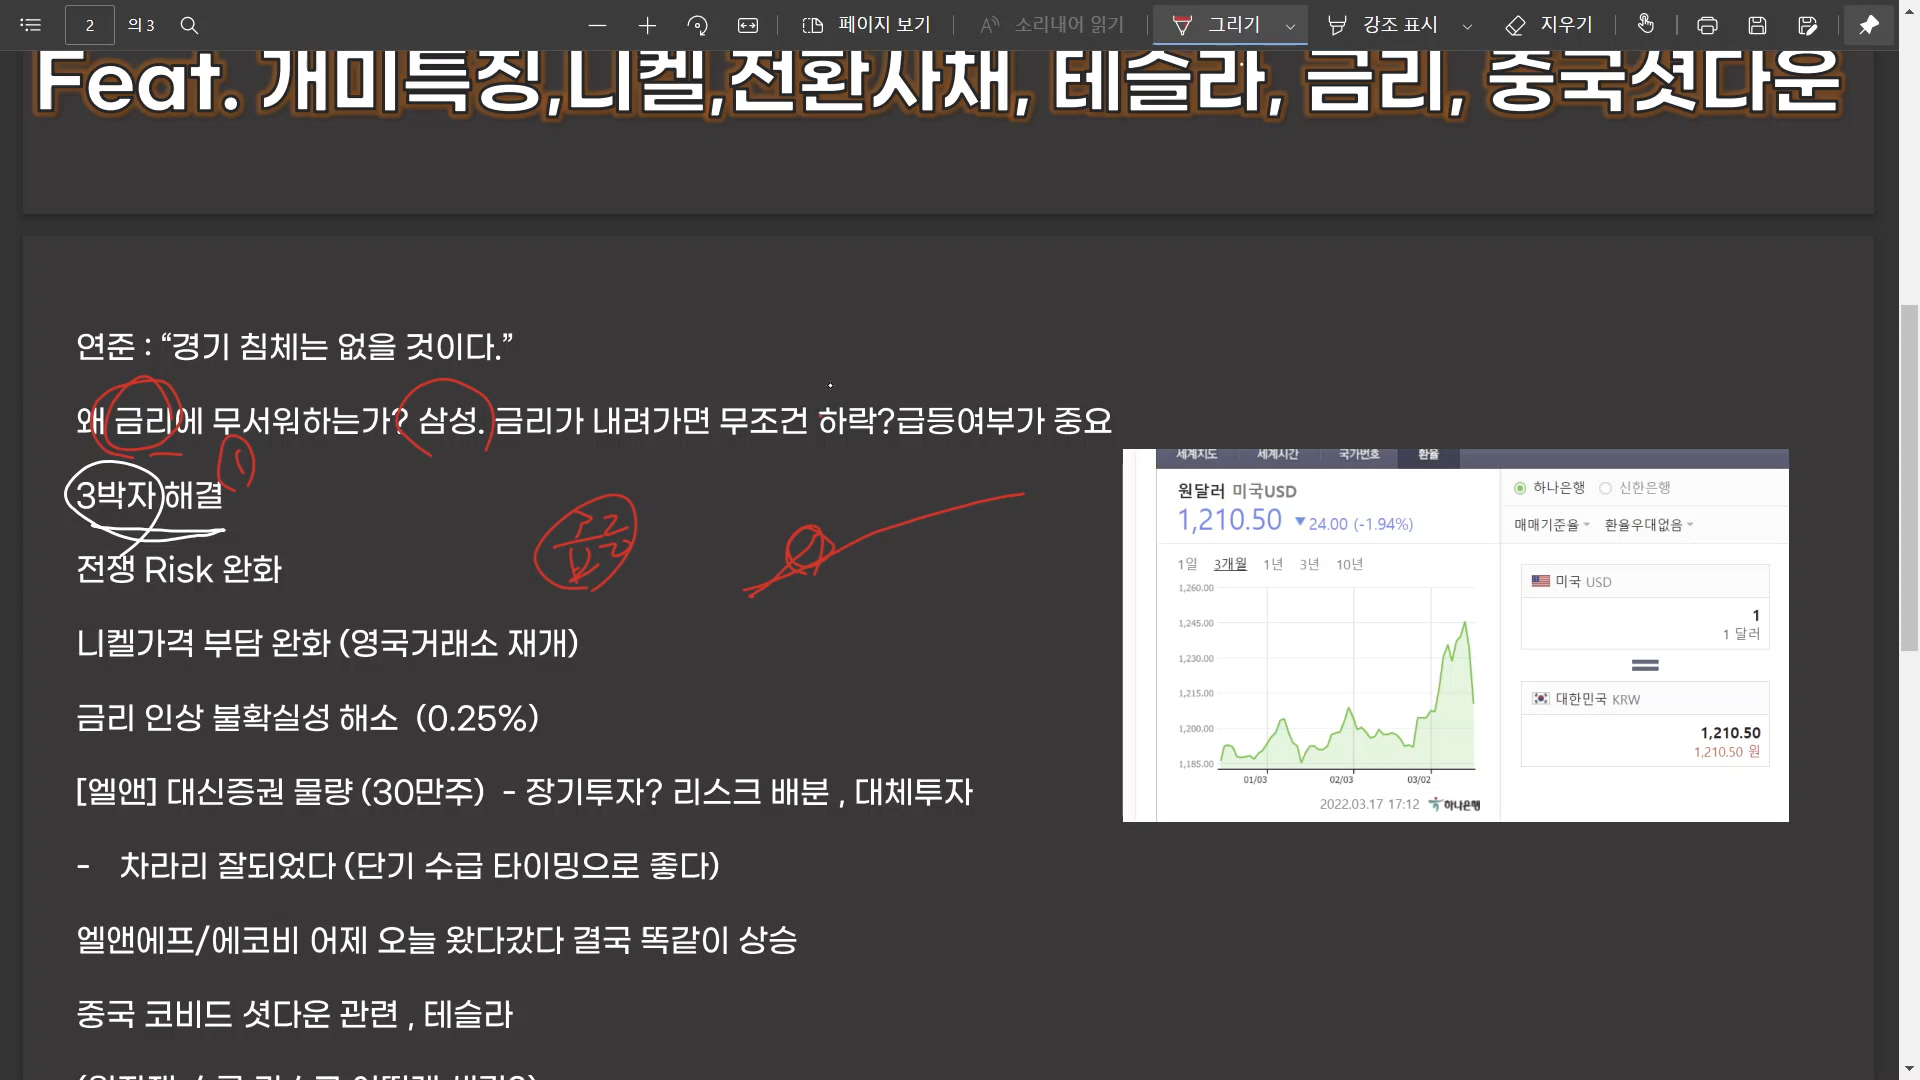 2 의 3 페이지 보기 소리내어 읽기 그리기 강조 표시 지우기
Feat. 개미특징,니켈,전환사채, 테슬라, 금리, 중국셧다운
연준 : “경기 침체는 없을 것이다.”
왜 금리에 무서워하는가? 삼성. 금리가 내려가면 무조건 하락?급등여부가 중요
3박자 해결
전쟁 Risk 완화
니켈가격 부담 완화 (영국거래소 재개)
금리 인상 불확실성 해소 (0.25%)
[엘앤] 대신증권 물량 (30만주) - 장기투자? 리스크 배분 , 대체투자
- 차라리 잘되었다 (단기 수급 타이밍으로 좋다)
엘앤에프/에코비 어제 오늘 왔다갔다 결국 똑같이 상승
중국 코비드 셧다운 관련 , 테슬라
세계지도 세계시간 국가번호 환율
원달러 미국USD
1,210.50 ▼24.00 (-1.94%)
1일 3개월 1년 3년 10년
1,260.00
1,245.00
1,230.00
1,215.00
1,200.00
1,185.00
01/03 02/03 03/02
2022.03.17 17:12 하나은행
하나은행 신한은행
매매기준율 환율우대없음
미국 USD
1
1 달러
대한민국 KRW
1,210.50
1,210.50 원